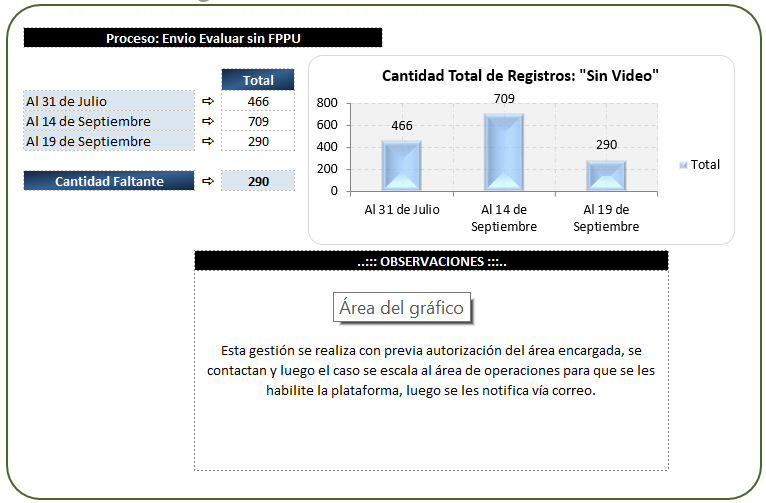 Proceso: Envio Evaluar sin FPPU
Total
Al 31 de Julio ⇨ 466
Al 14 de Septiembre ⇨ 709
Al 19 de Septiembre ⇨ 290
Cantidad Faltante ⇨ 290
Cantidad Total de Registros: "Sin Video"
800
600
400
200
0
466
709
290
Al 31 de Julio
Al 14 de
Septiembre
Al 19 de
Septiembre
Total
..::: OBSERVACIONES :::..
Área del gráfico
Esta gestión se realiza con previa autorización del área encargada, se
contactan y luego el caso se escala al área de operaciones para que se les
habilite la plataforma, luego se les notifica vía correo.